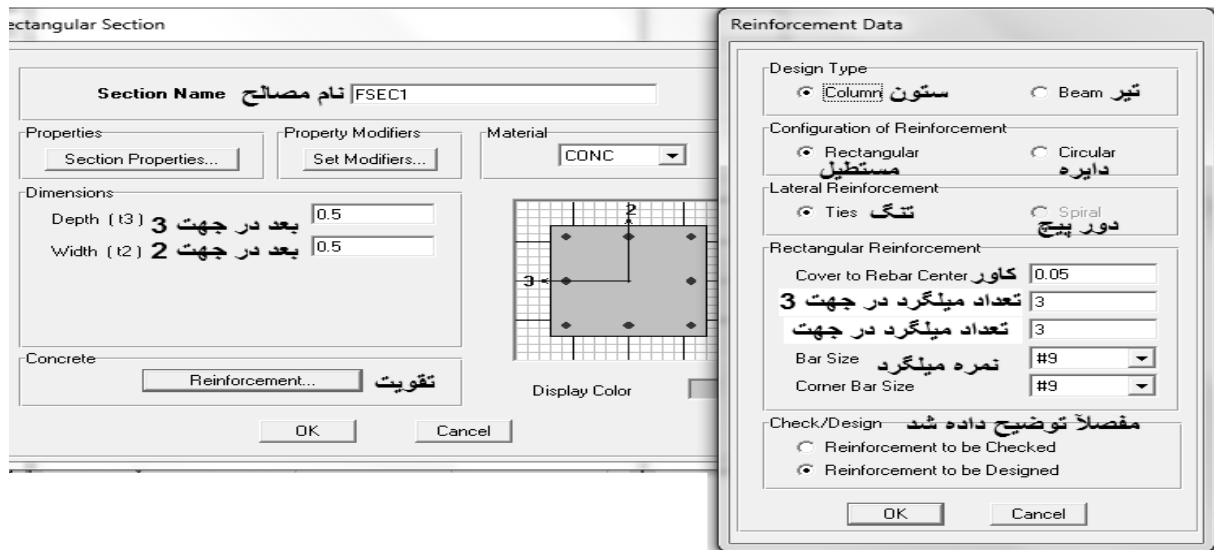 ectangular Section
Section Name نام مصالح FSEC1
Properties
Section Properties...
Property Modifiers
Set Modifiers...
Material
CONC
Dimensions
Depth (t3) بعد در جهت 3 0.5
Width (t2) بعد در جهت 2 0.5
2
3
Concrete
Reinforcement... تقویت
Display Color
OK
Cancel
Reinforcement Data
Design Type
Column ستون
Beam تیر
Configuration of Reinforcement
Rectangular
Circular
مستطیل
دایره
Lateral Reinforcement
Ties تنگ
Spiral
دور پیچ
Rectangular Reinforcement
Cover to Rebar Center کاور 0.05
تعداد میلگرد در جهت 3 3
تعداد میلگرد در جهت 3
Bar Size نمره میلگرد #9
Corner Bar Size #9
Check/Design مفصلآ توضیح داده شد
Reinforcement to be Checked
Reinforcement to be Designed
OK
Cancel